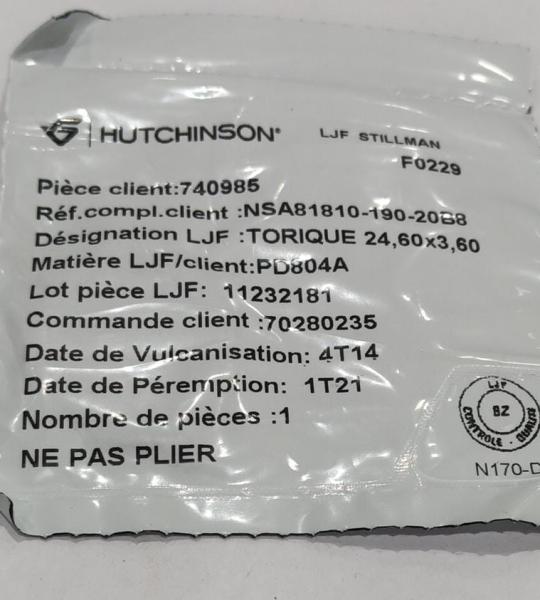 HUTCHINSON®
LJF STILLMAN
F0229
Pièce client:740985
Réf.compl.client :NSA81810-190-20B8
Désignation LJF :TORIQUE 24,60x3,60
Matière LJF/client:PD804A
Lot pièce LJF: 11232181
Commande client :70280235
Date de Vulcanisation: 4T14
Date de Péremption: 1T21
Nombre de pièces :1
NE PAS PLIER
LJF
BZ
CONTROLE - QUALITE
N170-D